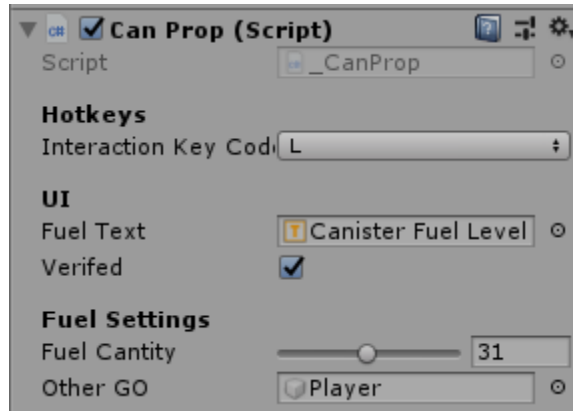 Can Prop (Script)
Script _CanProp
Hotkeys
Interaction Key Cod L
UI
Fuel Text Canister Fuel Level
Verifed
Fuel Settings
Fuel Cantity 31
Other GO Player